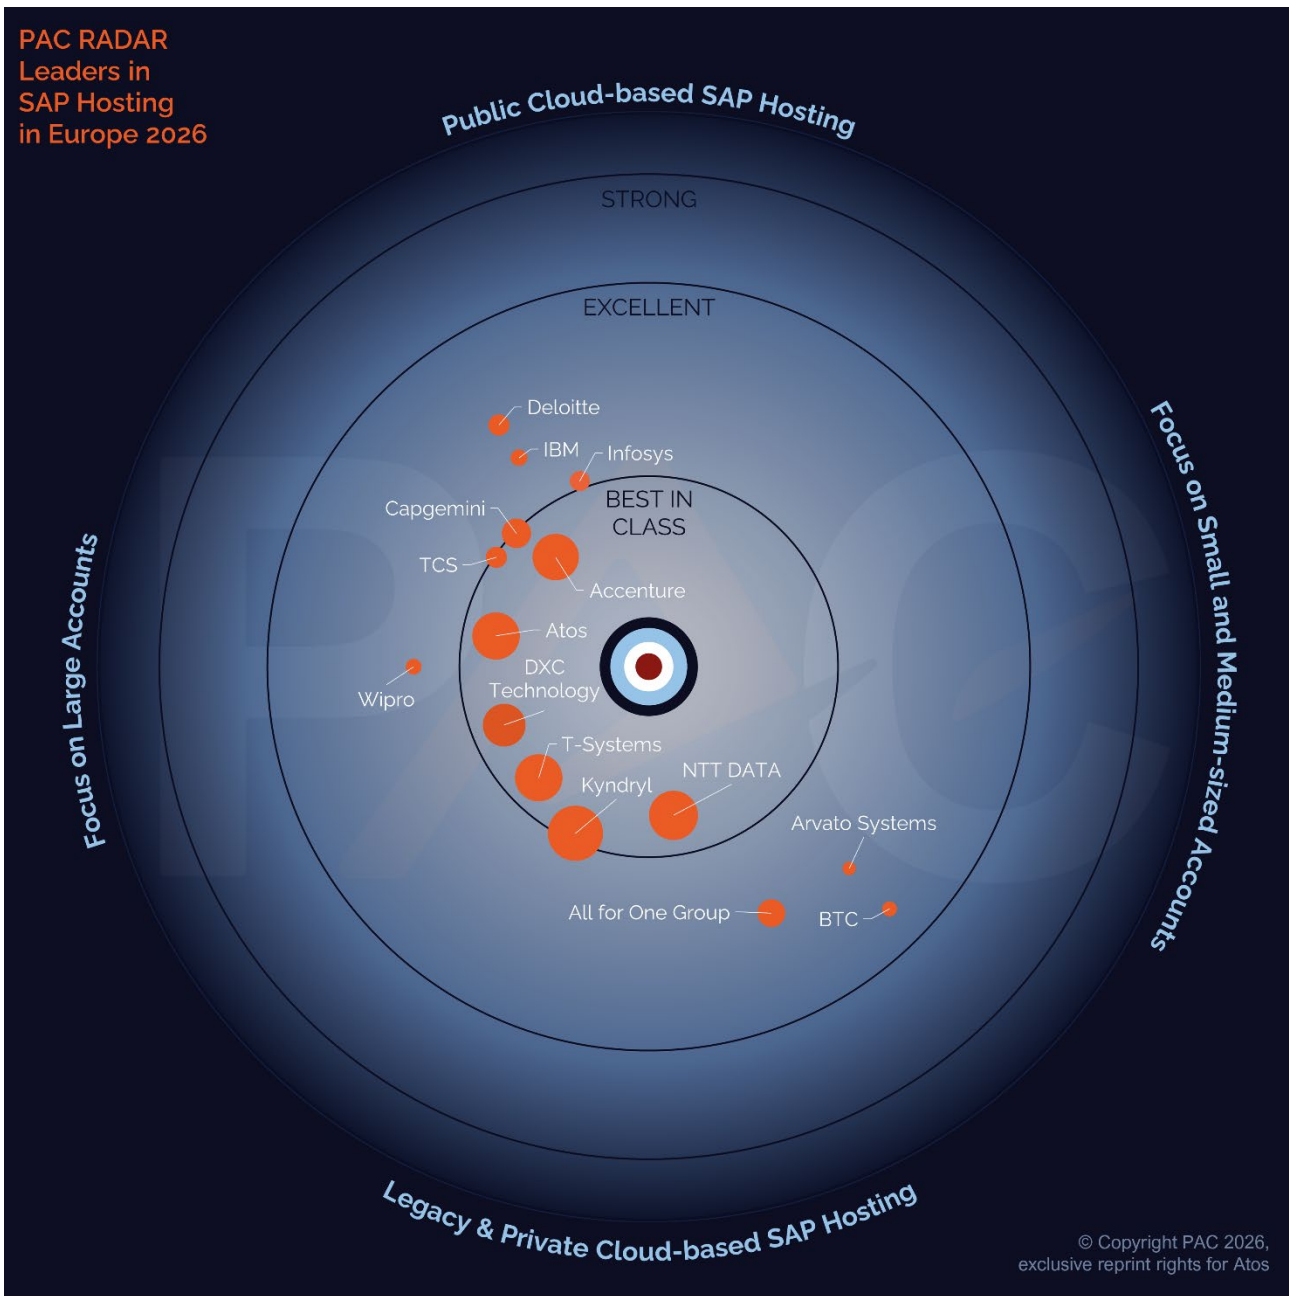 PAC RADAR
Leaders in
SAP Hosting
in Europe 2026
Public Cloud-based SAP Hosting
STRONG
EXCELLENT
Deloitte
IBM
Infosys
BEST IN
CLASS
Capgemini
TCS
Accenture
Atos
DXC
Technology
Wipro
T-Systems
Kyndryl
NTT DATA
Arvato Systems
All for One Group
BTC
Focus on Large Accounts
Focus on Small and Medium-sized Accounts
Legacy & Private Cloud-based SAP Hosting
PAC
© Copyright PAC 2026,
exclusive reprint rights for Atos